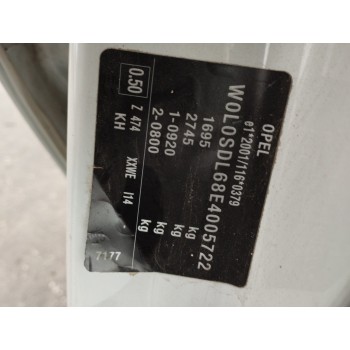 OPEL
e1*2001/116*0379
W0L0SDL68E4005722
1695 kg
2745 kg
1-0920 kg
2-0800 kg
0.50 Z 474 XXWE I14
KH
7177